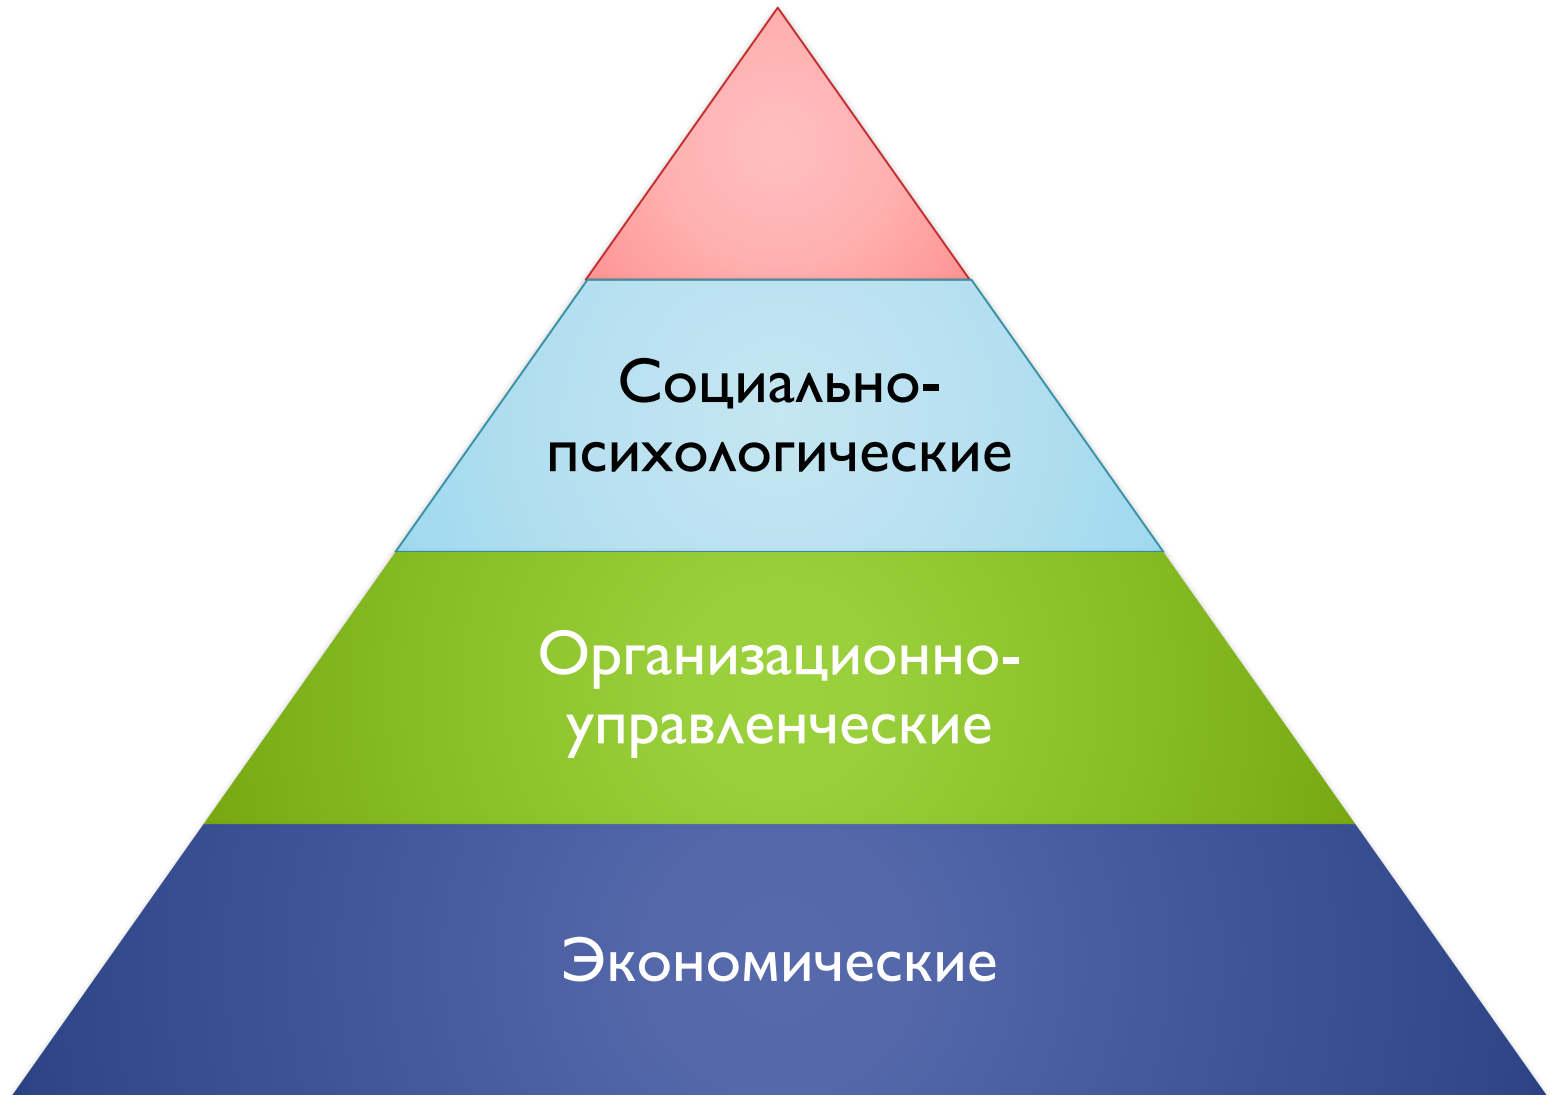 Социально-
психологические
Организационно-
управленческие
Экономические